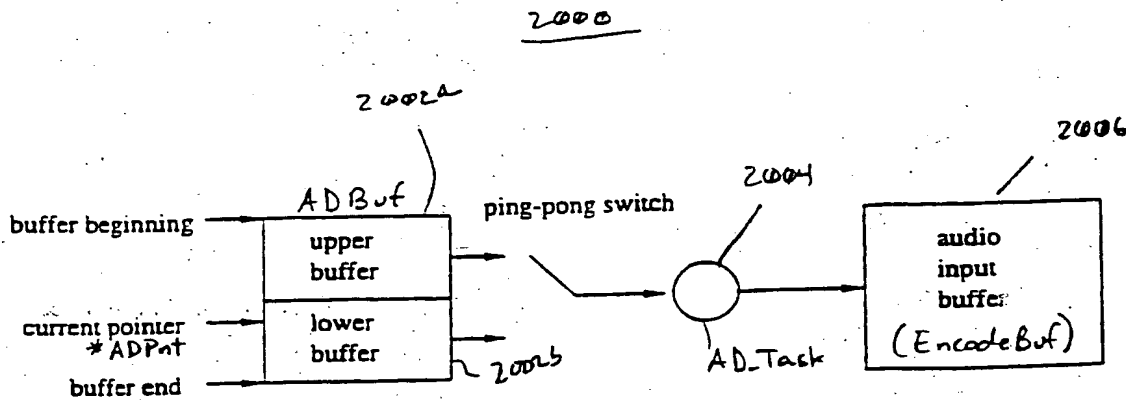 2000
2002a
2006
2004
ADBuf
ping-pong switch
buffer beginning
upper
buffer
audio
input
buffer
(EncodeBuf)
current pointer
*ADPnt
lower
buffer
2002b
AD_Task
buffer end